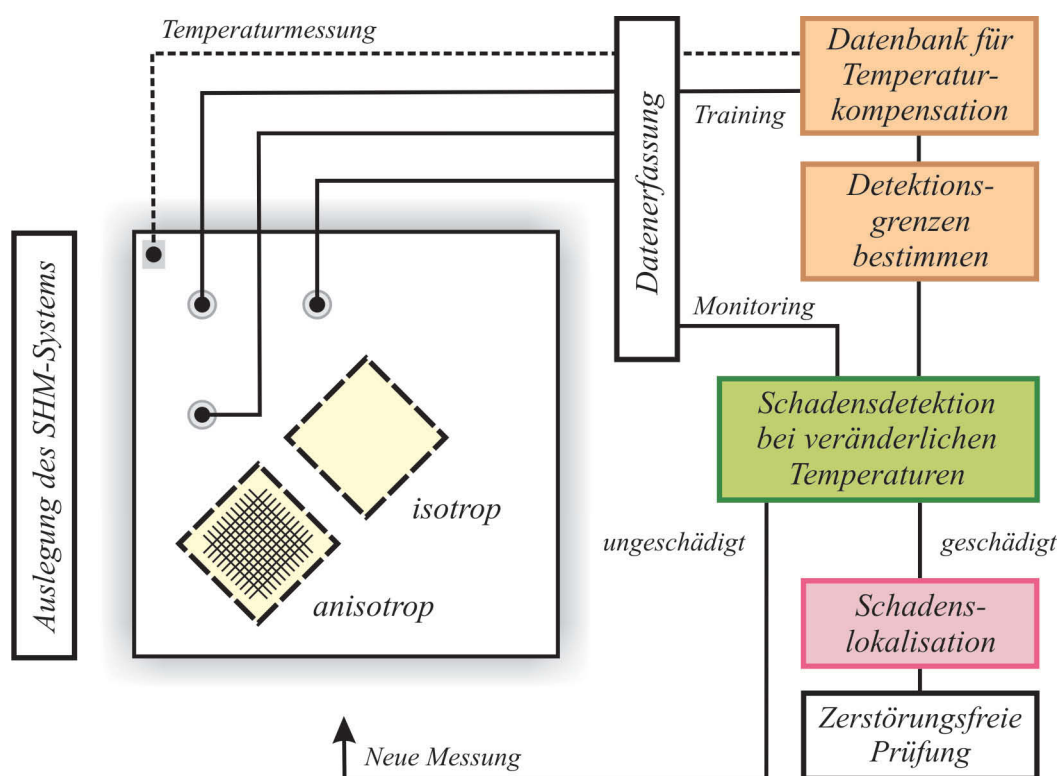 Temperaturmessung
Datenbank für
Temperatur-
kompensation
Training
Datenerfassung
Detektions-
grenzen
bestimmen
Auslegung des SHM-Systems
Monitoring
Schadensdetektion
bei veränderlichen
Temperaturen
isotrop
anisotrop
ungeschädigt
geschädigt
Schadens-
lokalisation
Zerstörungsfreie
Prüfung
Neue Messung